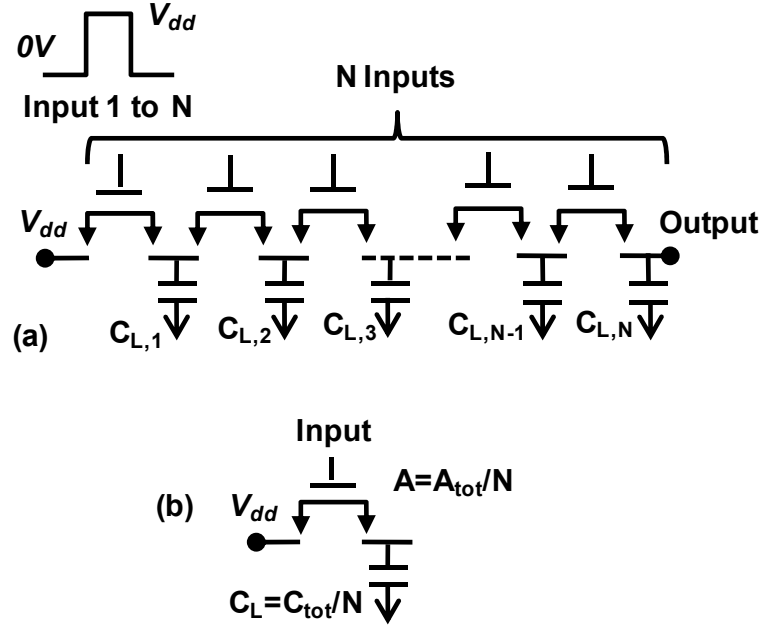 0V V_dd
Input 1 to N
N Inputs
V_dd
Output
C_L,1 C_L,2 C_L,3 C_L,N-1 C_L,N
(a)
Input
A=A_tot/N
(b)
V_dd
C_L=C_tot/N